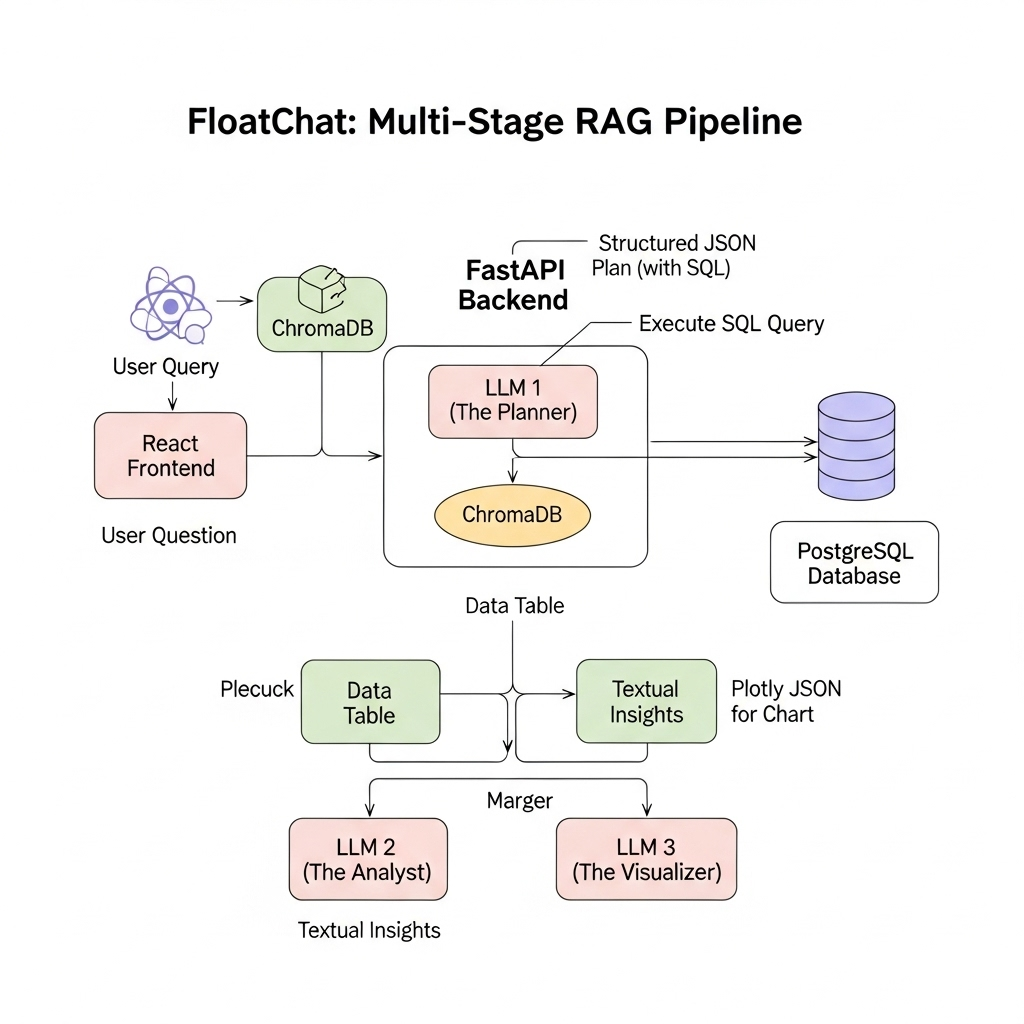 FloatChat: Multi-Stage RAG Pipeline
Structured JSON
Plan (with SQL)
FastAPI
Backend
ChromaDB
Execute SQL Query
User Query
LLM 1
(The Planner)
React
Frontend
ChromaDB
User Question
PostgreSQL
Database
Data Table
Plecuck
Data
Table
Textual
Insights
Plotly JSON
for Chart
Marger
LLM 2
(The Analyst)
LLM 3
(The Visualizer)
Textual Insights